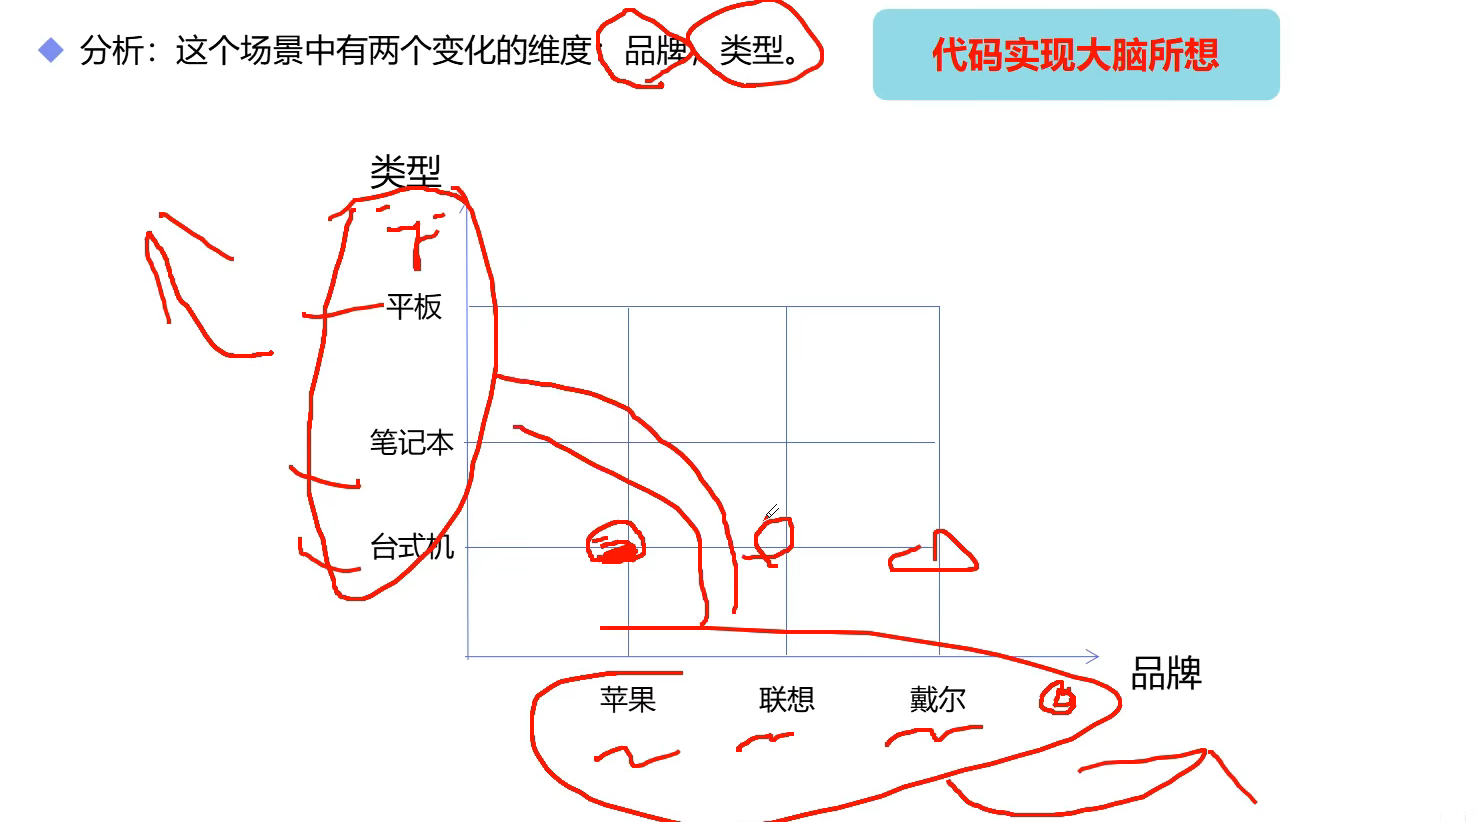 分析：这个场景中有两个变化的维度：品牌，类型。
代码实现大脑所想
类型
平板
笔记本
台式机
苹果 联想 戴尔
品牌